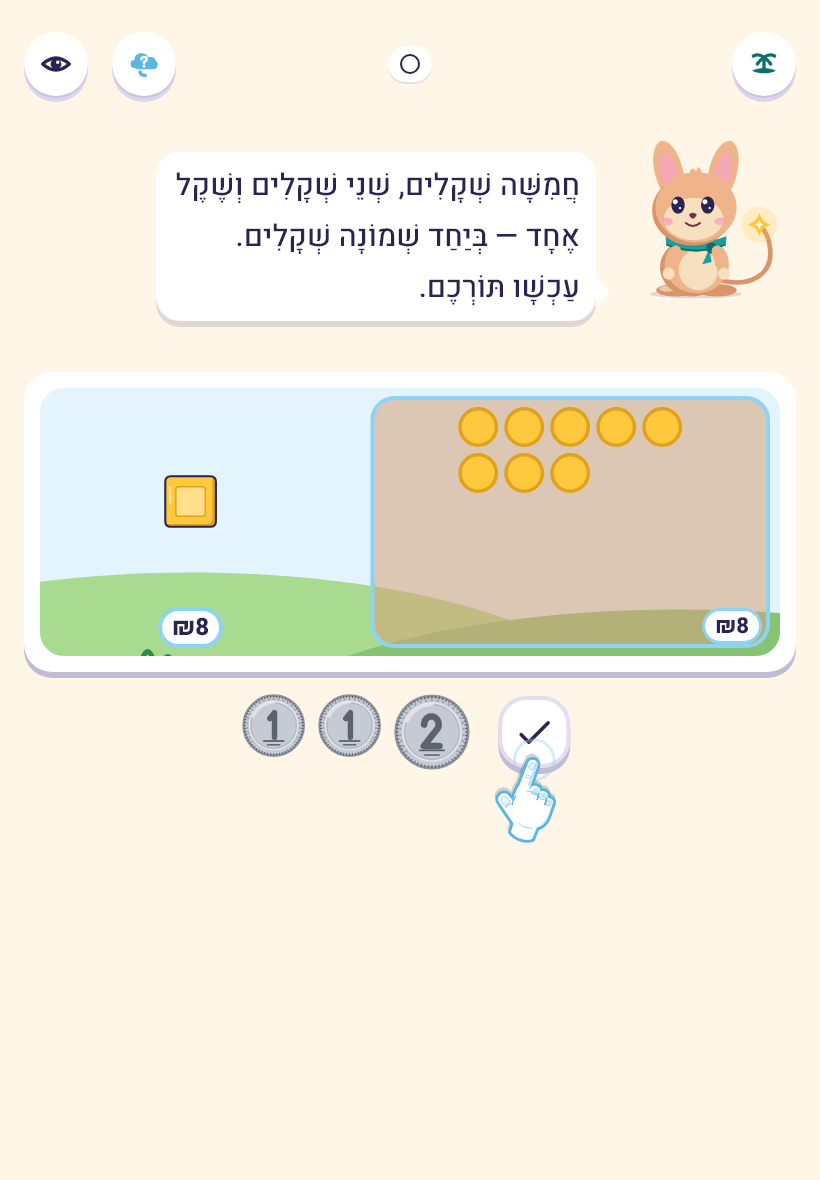 ?
חֲמִשָּׁה שְׁקָלִים, שְׁנֵי שְׁקָלִים וְשֶׁקֶל
אֶחָד – בְּיַחַד שְׁמוֹנָה שְׁקָלִים.
עַכְשָׁו תּוֹרְכֶם.
₪8
₪8
1 1 2